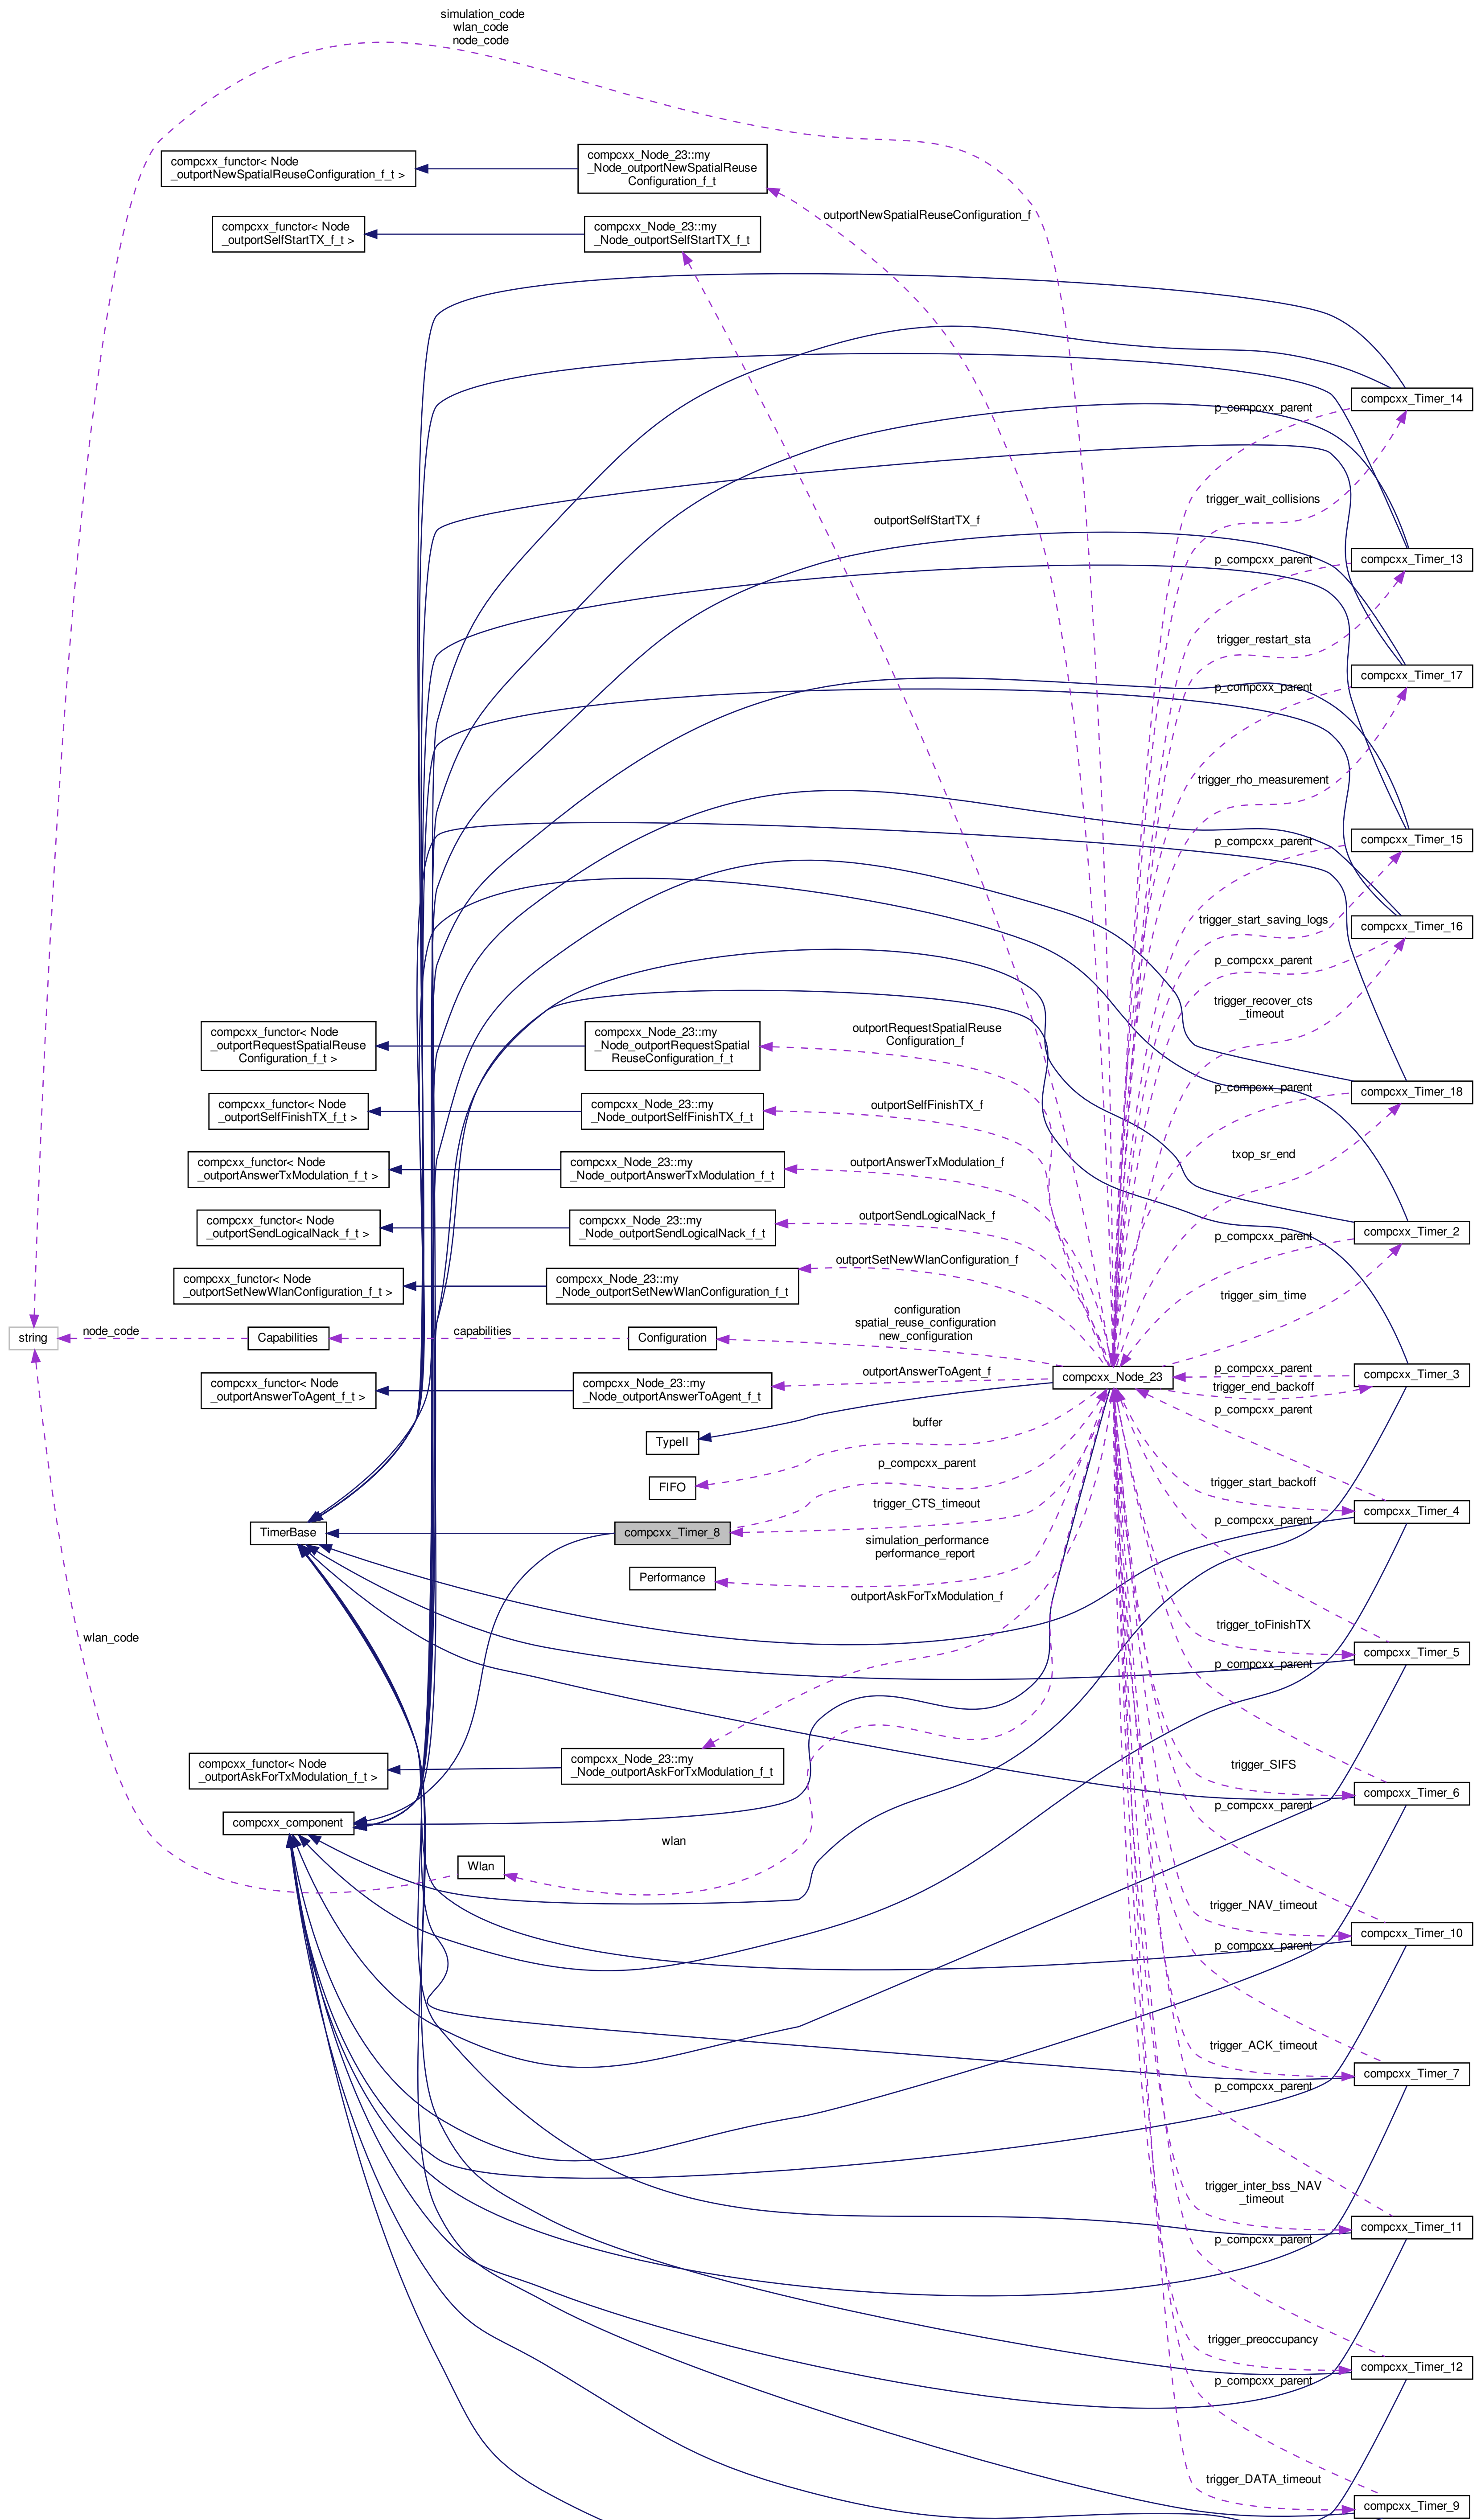 simulation_code
wlan_code
node_code
compcxx_functor< Node
_outportNewSpatialReuseConfiguration_f_t >
compcxx_Node_23::my
_Node_outportNewSpatialReuse
Configuration_f_t
outportNewSpatialReuseConfiguration_f
compcxx_functor< Node
_outportSelfStartTX_f_t >
compcxx_Node_23::my
_Node_outportSelfStartTX_f_t
compcxx_Timer_14
p_compcxx_parent
trigger_wait_collisions
outportSelfStartTX_f
compcxx_Timer_13
p_compcxx_parent
trigger_restart_sta
compcxx_Timer_17
p_compcxx_parent
trigger_rho_measurement
compcxx_Timer_15
p_compcxx_parent
trigger_start_saving_logs
compcxx_Timer_16
p_compcxx_parent
trigger_recover_cts
_timeout
compcxx_functor< Node
_outportRequestSpatialReuse
Configuration_f_t >
compcxx_Node_23::my
_Node_outportRequestSpatial
ReuseConfiguration_f_t
outportRequestSpatialReuse
Configuration_f
compcxx_Timer_18
p_compcxx_parent
compcxx_functor< Node
_outportSelfFinishTX_f_t >
compcxx_Node_23::my
_Node_outportSelfFinishTX_f_t
outportSelfFinishTX_f
txop_sr_end
compcxx_functor< Node
_outportAnswerTxModulation_f_t >
compcxx_Node_23::my
_Node_outportAnswerTxModulation_f_t
outportAnswerTxModulation_f
compcxx_functor< Node
_outportSendLogicalNack_f_t >
compcxx_Node_23::my
_Node_outportSendLogicalNack_f_t
outportSendLogicalNack_f
compcxx_Timer_2
p_compcxx_parent
compcxx_functor< Node
_outportSetNewWlanConfiguration_f_t >
compcxx_Node_23::my
_Node_outportSetNewWlanConfiguration_f_t
outportSetNewWlanConfiguration_f
trigger_sim_time
string
node_code
Capabilities
capabilities
Configuration
configuration
spatial_reuse_configuration
new_configuration
compcxx_functor< Node
_outportAnswerToAgent_f_t >
compcxx_Node_23::my
_Node_outportAnswerToAgent_f_t
outportAnswerToAgent_f
compcxx_Node_23
p_compcxx_parent
trigger_end_backoff
compcxx_Timer_3
p_compcxx_parent
TypeII
buffer
FIFO
p_compcxx_parent
trigger_start_backoff
compcxx_Timer_4
TimerBase
compcxx_Timer_8
trigger_CTS_timeout
p_compcxx_parent
simulation_performance
performance_report
Performance
outportAskForTxModulation_f
wlan_code
trigger_toFinishTX
compcxx_Timer_5
p_compcxx_parent
compcxx_functor< Node
_outportAskForTxModulation_f_t >
compcxx_Node_23::my
_Node_outportAskForTxModulation_f_t
trigger_SIFS
compcxx_Timer_6
p_compcxx_parent
compcxx_component
wlan
Wlan
trigger_NAV_timeout
compcxx_Timer_10
p_compcxx_parent
trigger_ACK_timeout
compcxx_Timer_7
p_compcxx_parent
trigger_inter_bss_NAV
_timeout
compcxx_Timer_11
p_compcxx_parent
trigger_preoccupancy
compcxx_Timer_12
p_compcxx_parent
trigger_DATA_timeout
compcxx_Timer_9